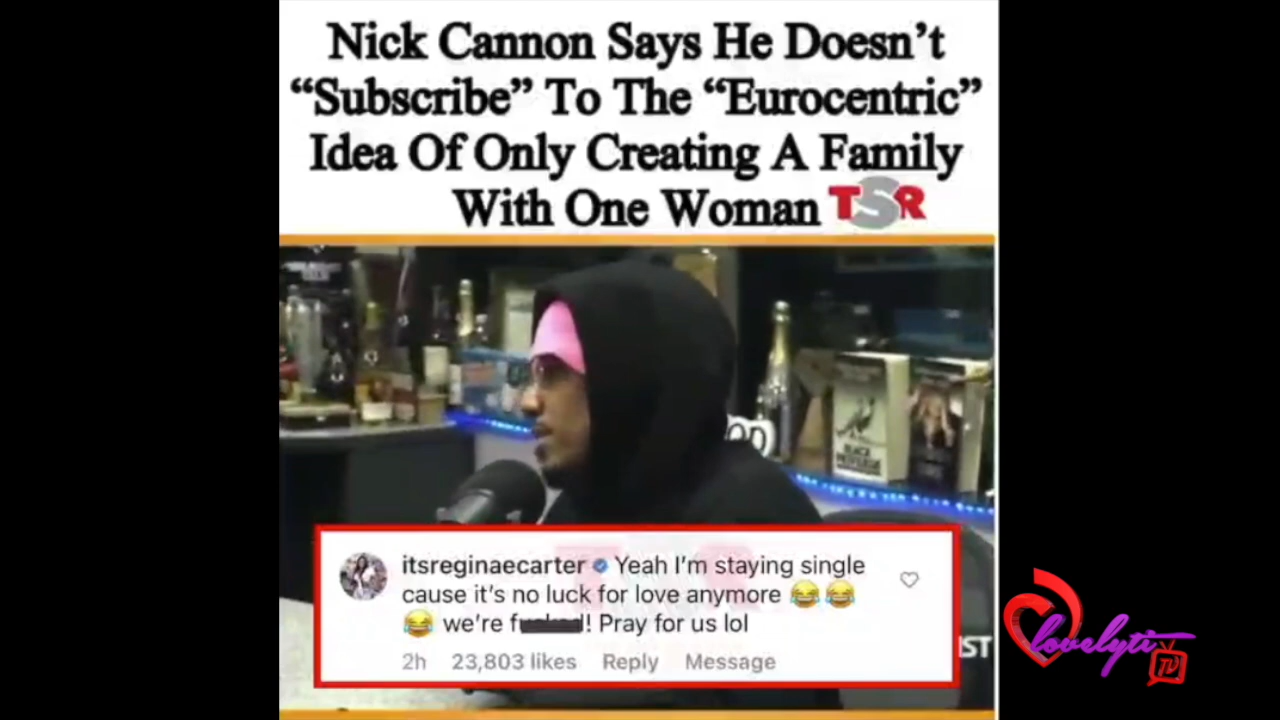 Nick Cannon Says He Doesn’t
“Subscribe” To The “Eurocentric”
Idea Of Only Creating A Family
With One Woman TSR
itsreginaecarter Yeah I’m staying single
cause it’s no luck for love anymore 😂😂
😂 we’re f! Pray for us lol
2h 23,803 likes Reply Message
ST
lovelyti
TV